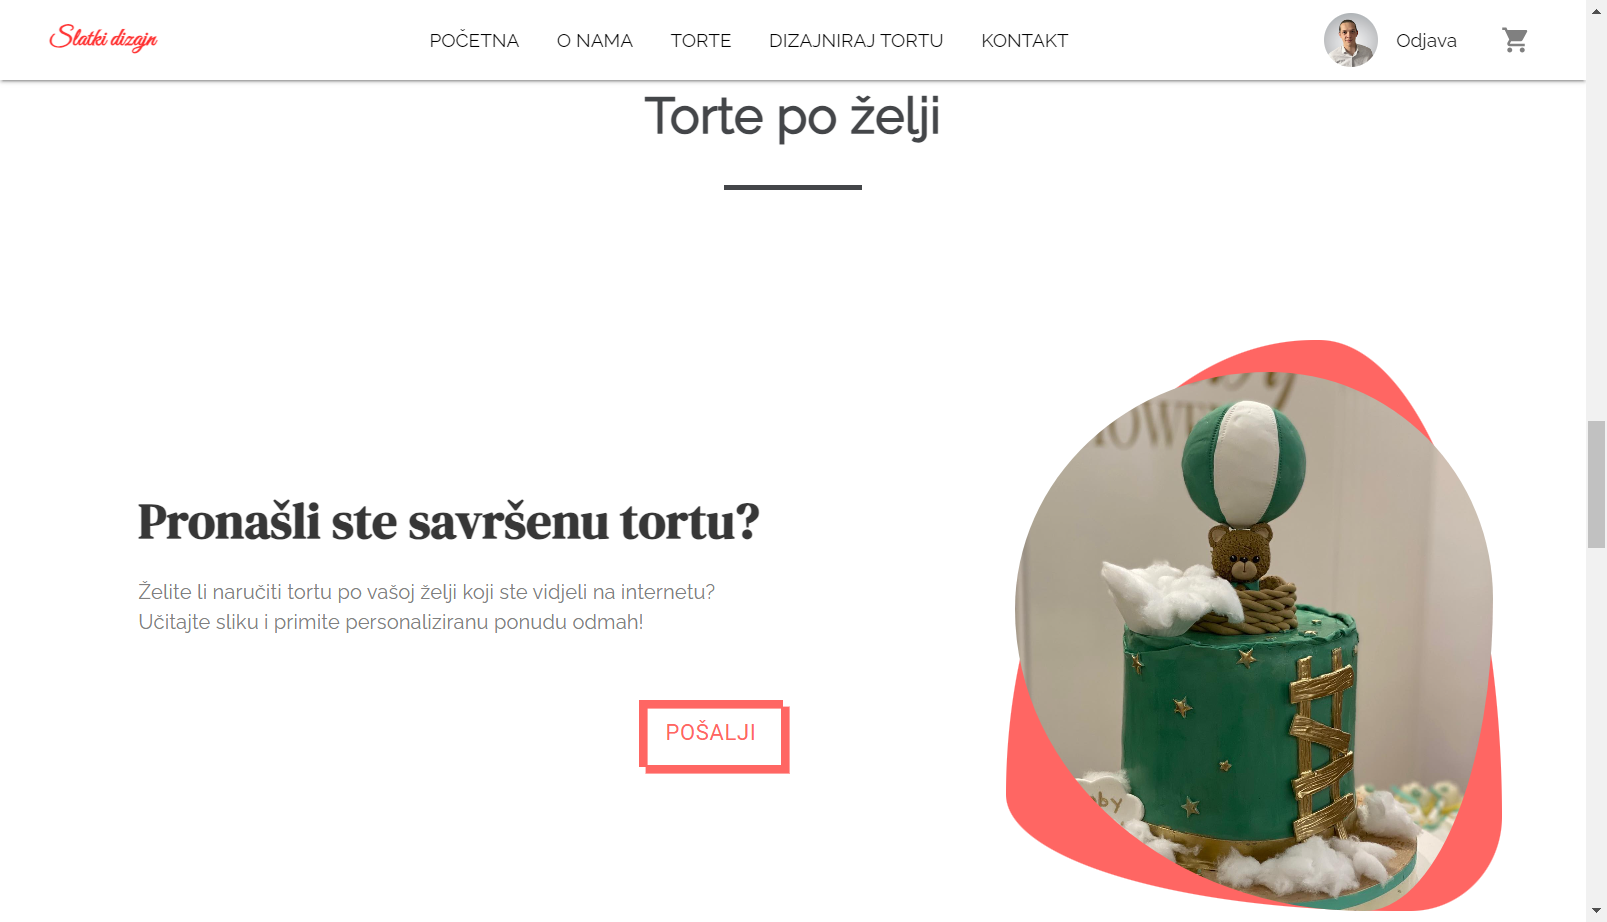 Slatki dizajn
POČETNA
O NAMA
TORTE
DIZAJNIRAJ TORTU
KONTAKT
Odjava
Torte po želji
Pronašli ste savršenu tortu?
Želite li naručiti tortu po vašoj želji koji ste vidjeli na internetu?
Učitajte sliku i primite personaliziranu ponudu odmah!
POŠALJI